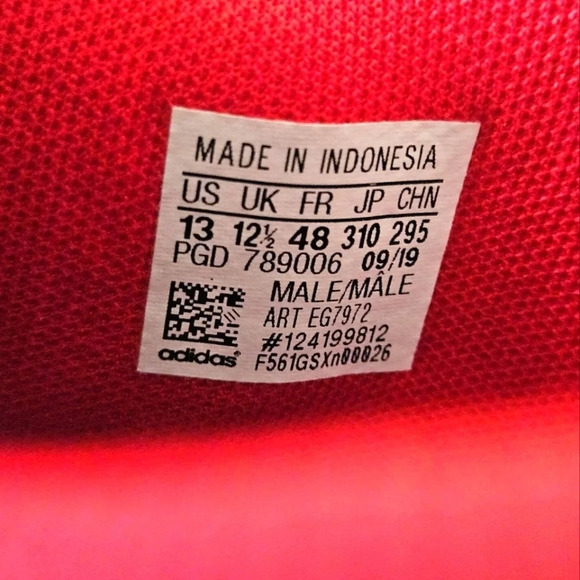 MADE IN INDONESIA
US UK FR JP CHN
13 12½ 48 310 295
PGD 789006 09/19
MALE/MÂLE
ART EG7972
#124199812
adidas F561GSXn00026